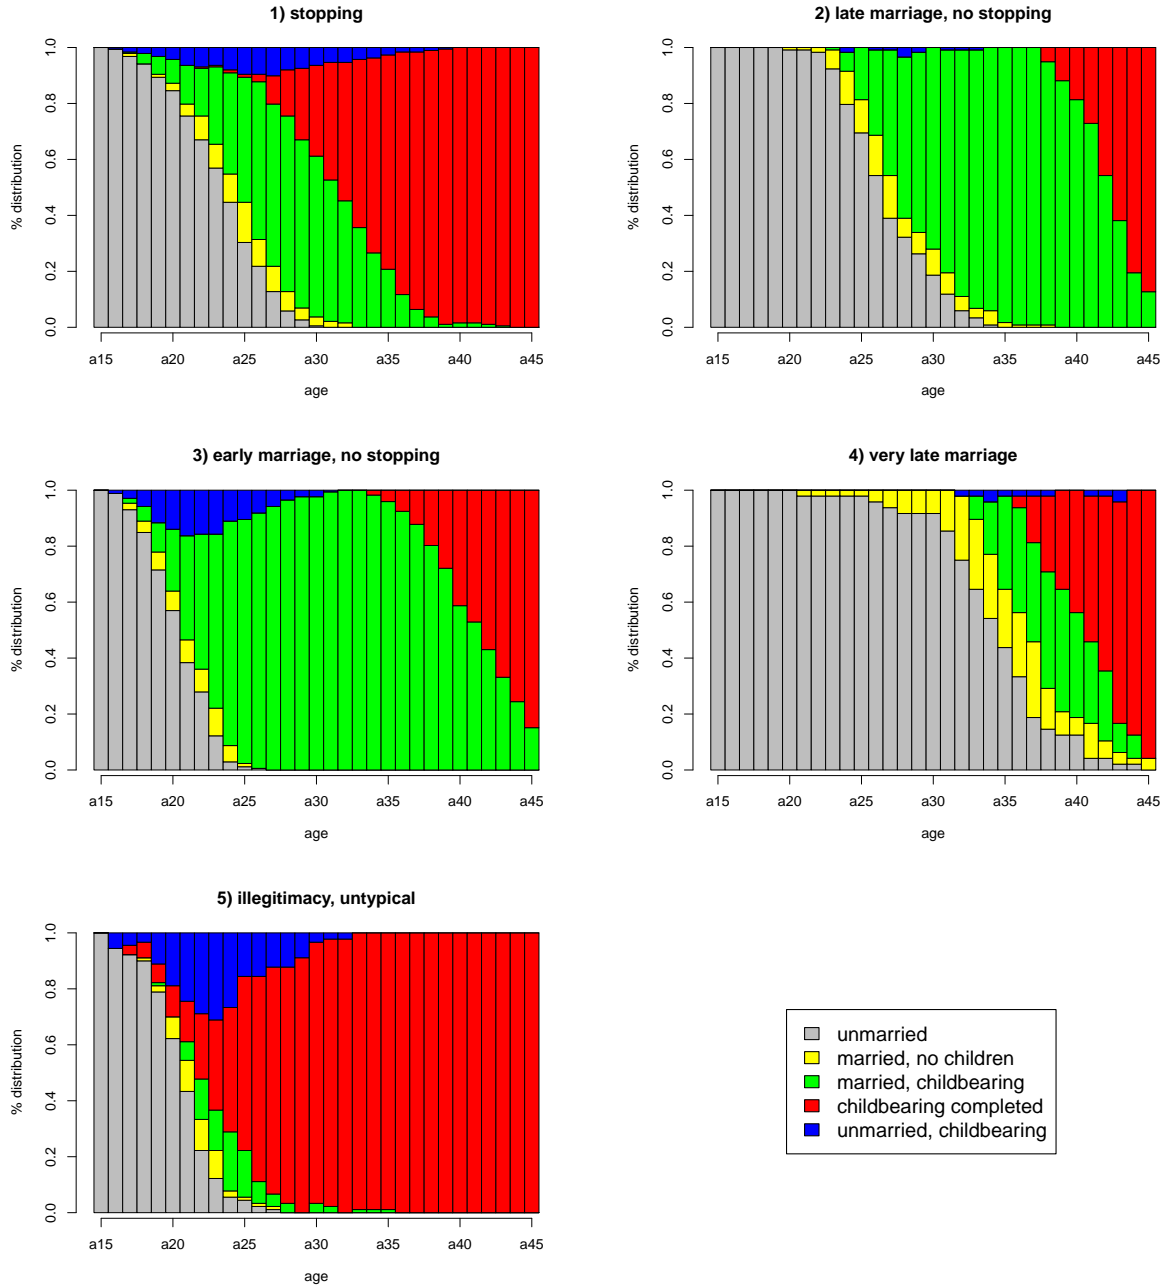 1) stopping
% distribution
0.0 0.2 0.4 0.6 0.8 1.0
a15 a20 a25 a30 a35 a40 a45
age
2) late marriage, no stopping
% distribution
0.0 0.2 0.4 0.6 0.8 1.0
a15 a20 a25 a30 a35 a40 a45
age
3) early marriage, no stopping
% distribution
0.0 0.2 0.4 0.6 0.8 1.0
a15 a20 a25 a30 a35 a40 a45
age
4) very late marriage
% distribution
0.0 0.2 0.4 0.6 0.8 1.0
a15 a20 a25 a30 a35 a40 a45
age
5) illegitimacy, untypical
% distribution
0.0 0.2 0.4 0.6 0.8 1.0
a15 a20 a25 a30 a35 a40 a45
age
unmarried
married, no children
married, childbearing
childbearing completed
unmarried, childbearing